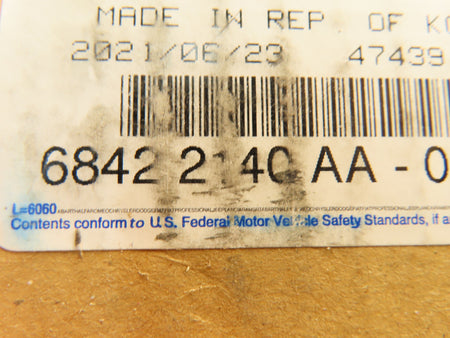 MADE IN REP OF KO
2021/06/23 47439
6842 2140 AA - 0
L=6060
Contents conform to U.S. Federal Motor Vehicle Safety Standards, if a